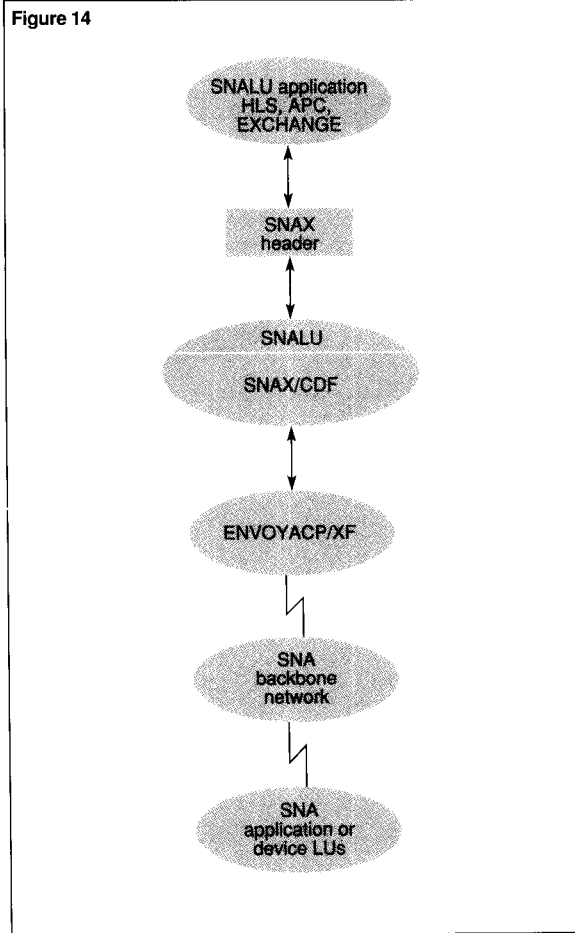 Figure 14
SNALU application
HLS, APC,
EXCHANGE
SNAX
header
SNALU
SNAX/CDF
ENVOYACP/XF
SNA
backbone
network
SNA
application or
device LUs